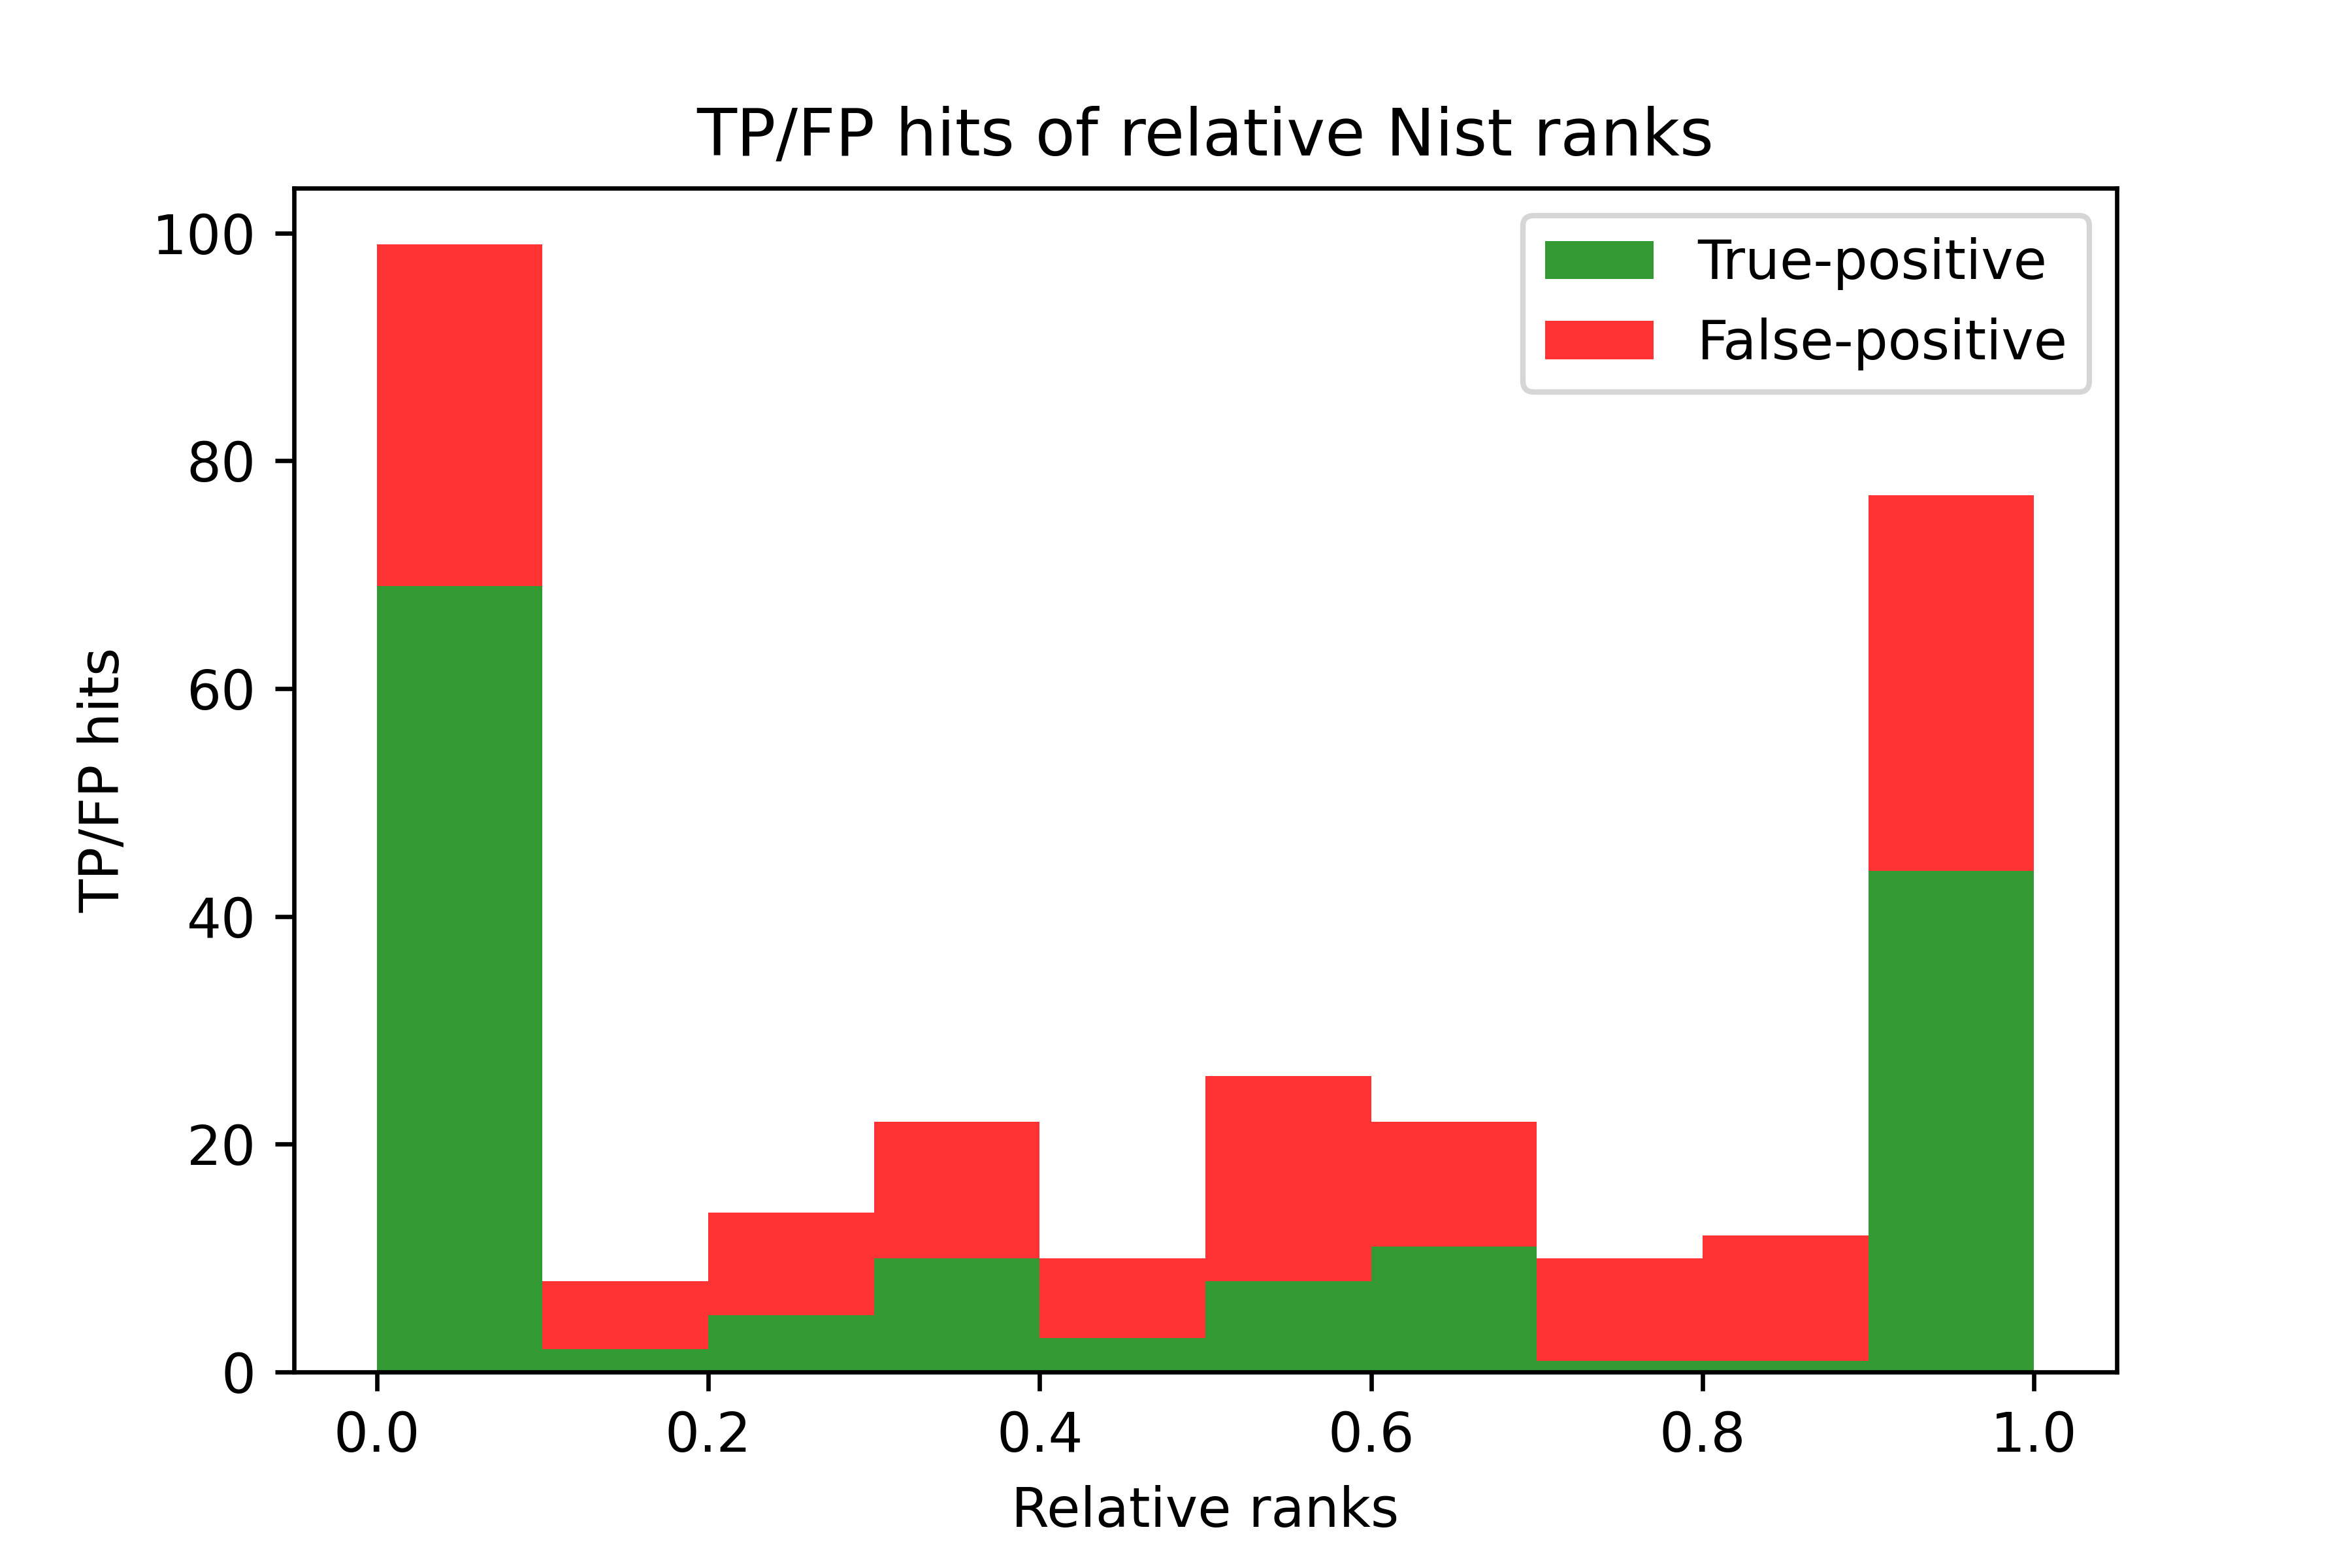 TP/FP hits of relative Nist ranks
100
80
60
40
20
0
TP/FP hits
True-positive
False-positive
0.0 0.2 0.4 0.6 0.8 1.0
Relative ranks